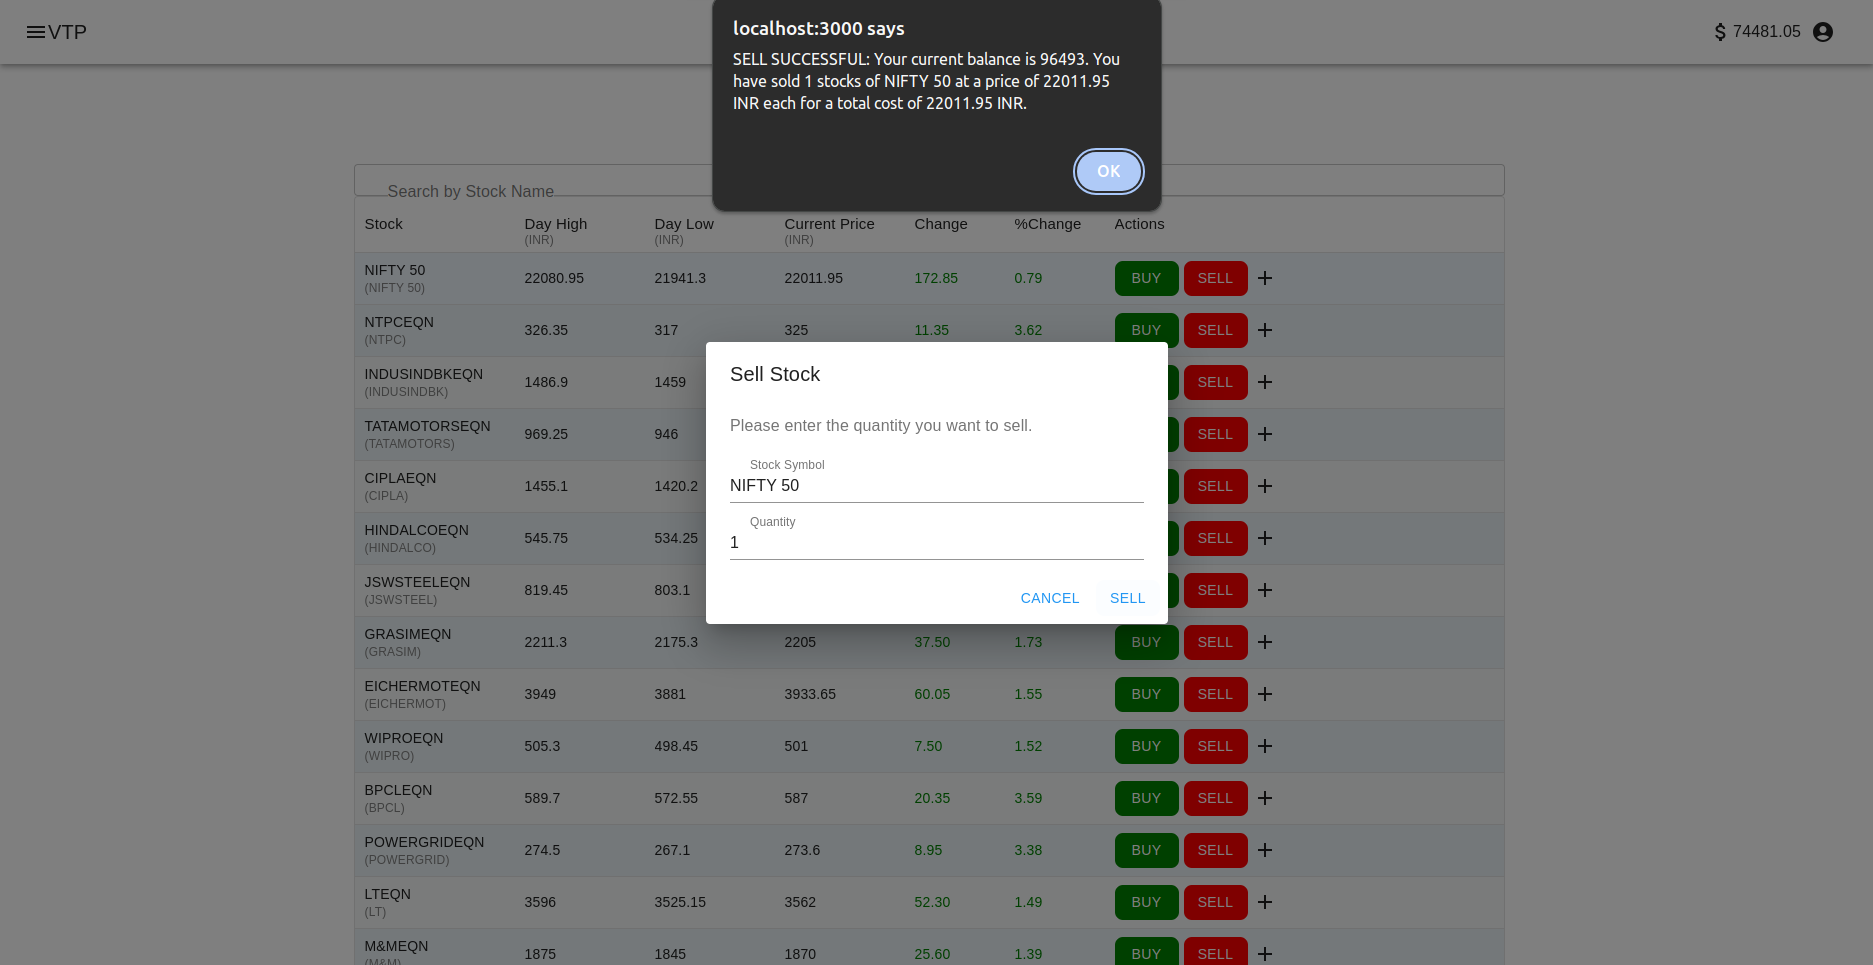 VTP
74481.05
localhost:3000 says
SELL SUCCESSFUL: Your current balance is 96493. You
have sold 1 stocks of NIFTY 50 at a price of 22011.95
INR each for a total cost of 22011.95 INR.
OK
Search by Stock Name
Stock Day High Day Low Current Price Change %Change Actions
(INR) (INR) (INR)
NIFTY 50 22080.95 21941.3 22011.95 172.85 0.79 BUY SELL
(NIFTY 50)
NTPCEQN 326.35 317 325 11.35 3.62 BUY SELL
(NTPC)
INDUSINDBKEQN 1486.9 1459 SELL
(INDUSINDBK)
TATAMOTORSEQN 969.25 946 SELL
(TATAMOTORS)
CIPLAEQN 1455.1 1420.2 SELL
(CIPLA)
HINDALCOEQN 545.75 534.25 SELL
(HINDALCO)
JSWSTEELEQN 819.45 803.1 SELL
(JSWSTEEL)
Sell Stock
Please enter the quantity you want to sell.
Stock Symbol
NIFTY 50
Quantity
1
CANCEL SELL
GRASIMEQN 2211.3 2175.3 2205 37.50 1.73 BUY SELL
(GRASIM)
EICHERMOTEQN 3949 3881 3933.65 60.05 1.55 BUY SELL
(EICHERMOT)
WIPROEQN 505.3 498.45 501 7.50 1.52 BUY SELL
(WIPRO)
BPCLEQN 589.7 572.55 587 20.35 3.59 BUY SELL
(BPCL)
POWERGRIDEQN 274.5 267.1 273.6 8.95 3.38 BUY SELL
(POWERGRID)
LTEQN 3596 3525.15 3562 52.30 1.49 BUY SELL
(LT)
M&MEQN 1875 1845 1870 25.60 1.39 BUY SELL
(M&M)